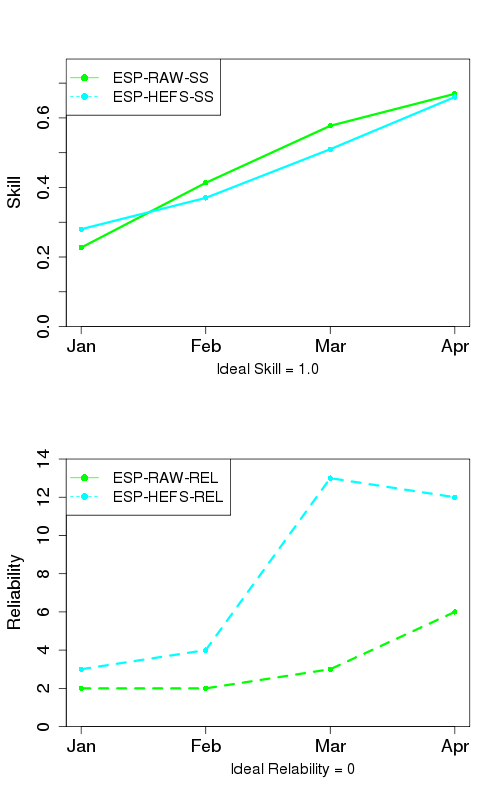 ESP-RAW-SS
ESP-HEFS-SS
Skill
0.6
0.4
0.2
0.0
Jan Feb Mar Apr
Ideal Skill = 1.0
ESP-RAW-REL
ESP-HEFS-REL
Reliability
14
12
10
8
6
4
2
0
Jan Feb Mar Apr
Ideal Relability = 0